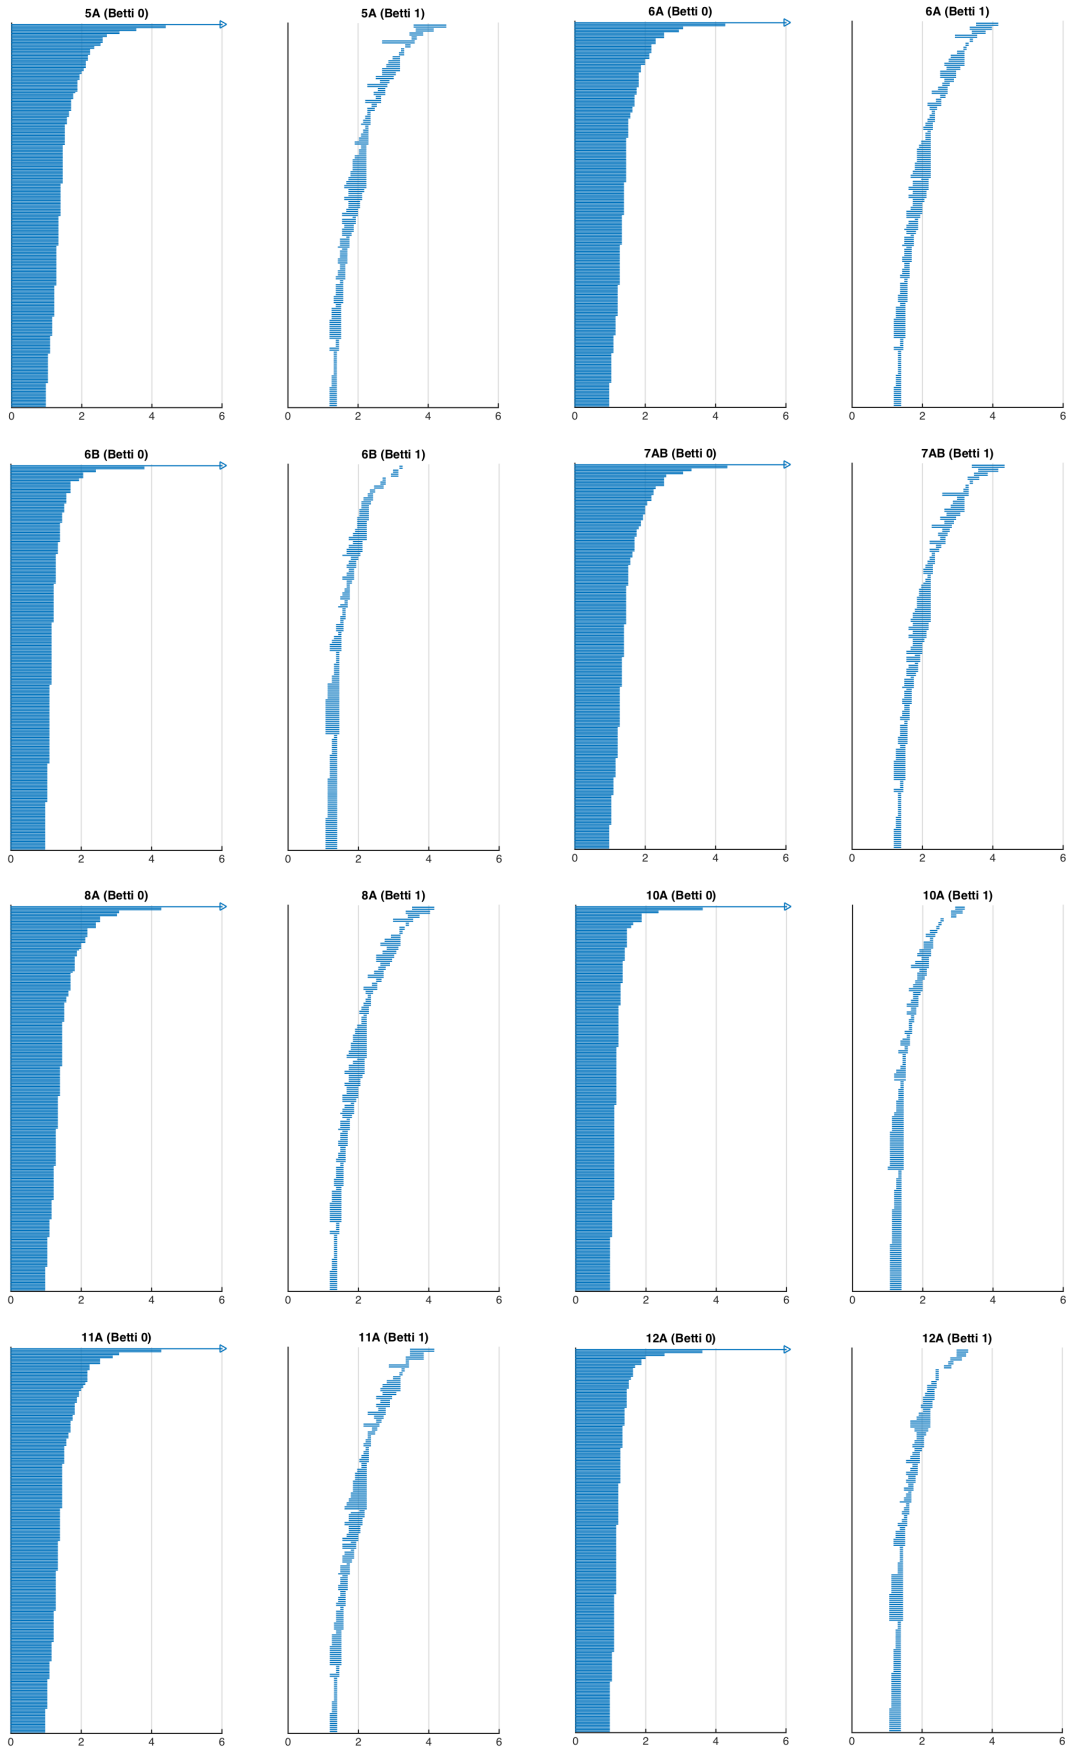 5A (Betti 0) 5A (Betti 1) 6A (Betti 0) 6A (Betti 1)
0 2 4 6 0 2 4 6 0 2 4 6 0 2 4 6
6B (Betti 0) 6B (Betti 1) 7AB (Betti 0) 7AB (Betti 1)
0 2 4 6 0 2 4 6 0 2 4 6 0 2 4 6
8A (Betti 0) 8A (Betti 1) 10A (Betti 0) 10A (Betti 1)
0 2 4 6 0 2 4 6 0 2 4 6 0 2 4 6
11A (Betti 0) 11A (Betti 1) 12A (Betti 0) 12A (Betti 1)
0 2 4 6 0 2 4 6 0 2 4 6 0 2 4 6